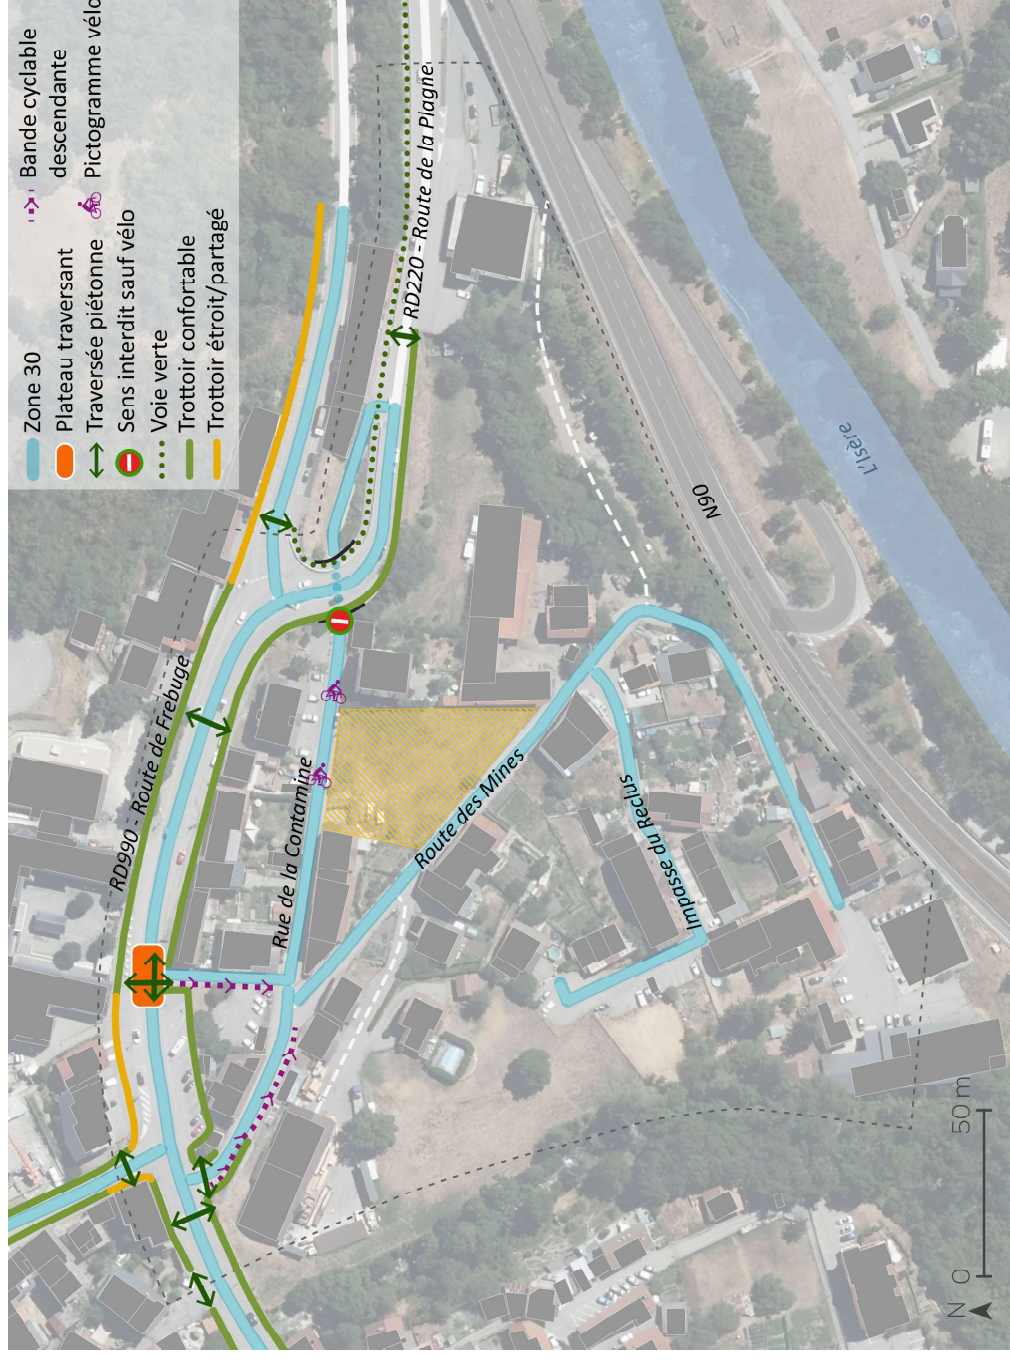 Zone 30
Plateau traversant
Traversée piétonne
Sens interdit sauf vélo
Voie verte
Trottoir confortable
Trottoir étroit/partagé
Bande cyclable
descendante
Pictogramme vélo
RD990 - Route de Frebuge
RD220 - Route de la Plagne
Rue de la Contamine
Route des Mines
Impasse du Reclus
N90
L'Isère
N
0
50 m